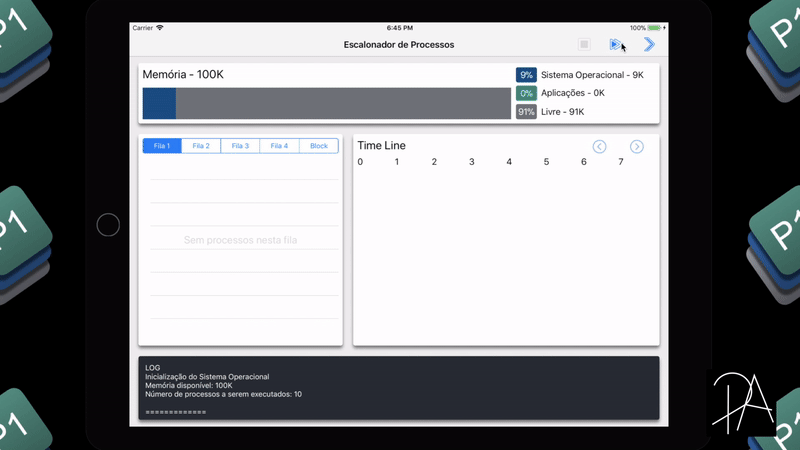 Carrier 6:45 PM 100%
Escalonador de Processos
Memória - 100K
9% Sistema Operacional - 9K
0% Aplicações - 0K
91% Livre - 91K
Fila 1 Fila 2 Fila 3 Fila 4 Block
Sem processos nesta fila
Time Line
0 1 2 3 4 5 6 7
LOG
Inicialização do Sistema Operacional
Memória disponível: 100K
Número de processos a serem executados: 10
=============
P1
P1
P1
P1
P1
P1
PA